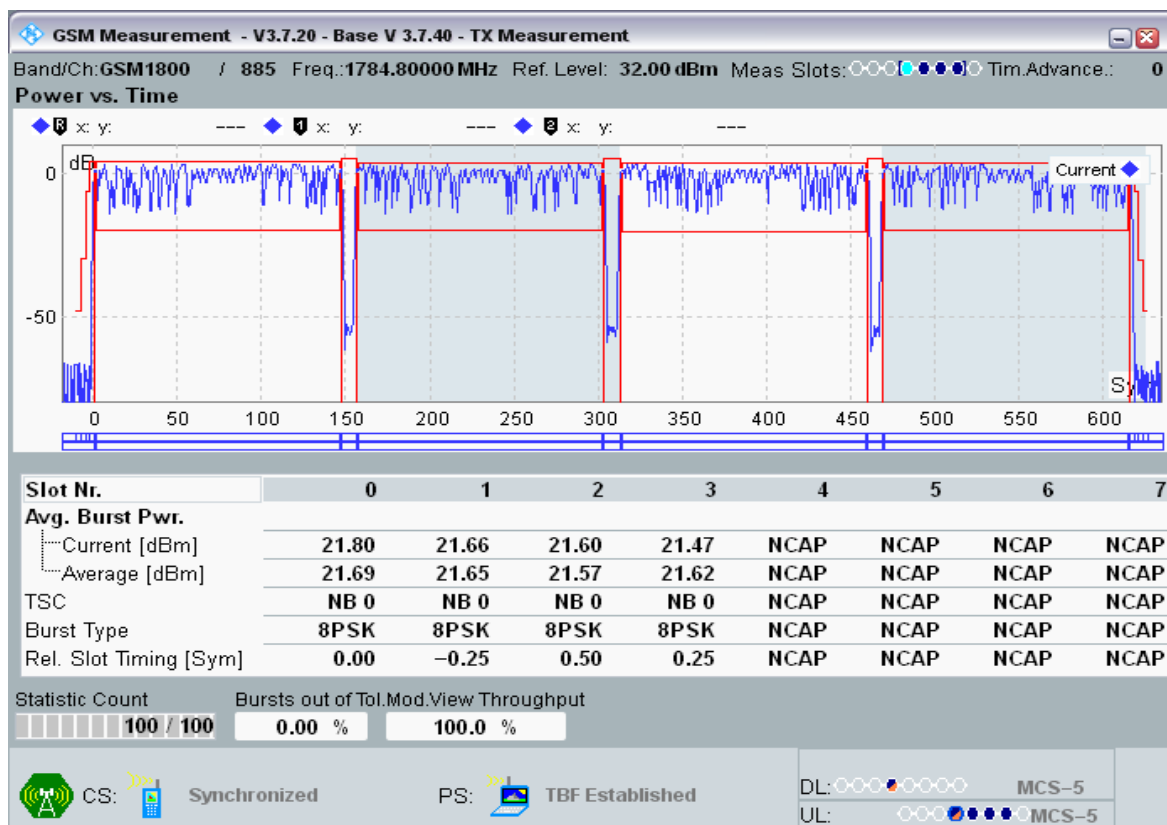 GSM Measurement - V3.7.20 - Base V 3.7.40 - TX Measurement
Band/Ch:GSM1800 / 885 Freq.:1784.80000 MHz Ref. Level: 32.00 dBm Meas Slots: Tim.Advance.: 0
Power vs. Time
R x: y: --- 1 x: y: --- 2 x: y: ---
dB
Current
0
-50
Sy
0 50 100 150 200 250 300 350 400 450 500 550 600
Slot Nr. 0 1 2 3 4 5 6 7
Avg. Burst Pwr.
Current [dBm] 21.80 21.66 21.60 21.47 NCAP NCAP NCAP NCAP
Average [dBm] 21.69 21.65 21.57 21.62 NCAP NCAP NCAP NCAP
TSC NB 0 NB 0 NB 0 NB 0 NCAP NCAP NCAP NCAP
Burst Type 8PSK 8PSK 8PSK 8PSK NCAP NCAP NCAP NCAP
Rel. Slot Timing [Sym] 0.00 −0.25 0.50 0.25 NCAP NCAP NCAP NCAP
Statistic Count Bursts out of Tol.Mod.View Throughput
100 / 100 0.00 % 100.0 %
CS: Synchronized PS: TBF Established
DL: MCS−5
UL: MCS−5